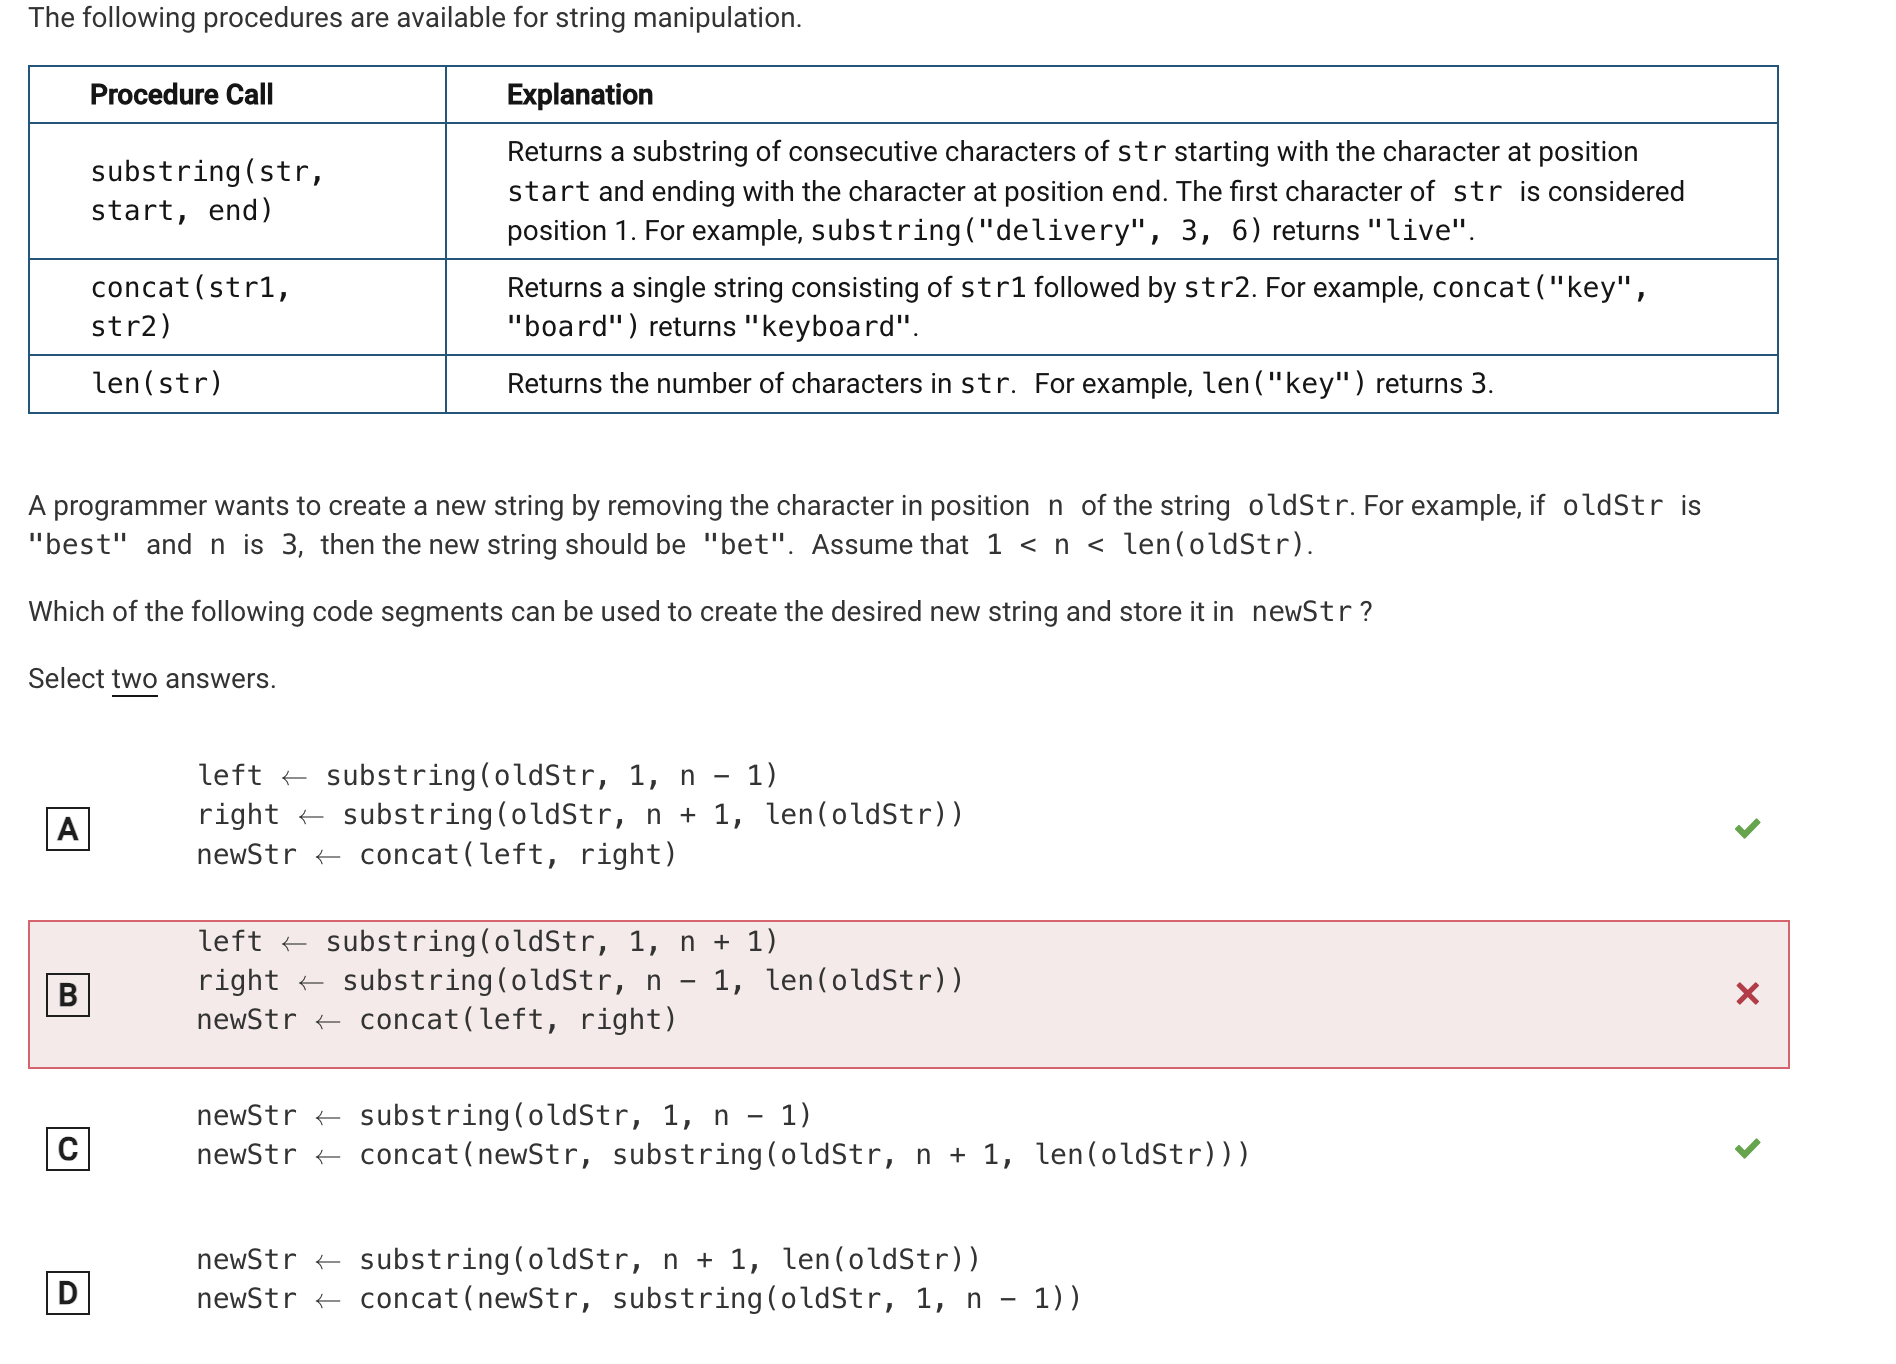 The following procedures are available for string manipulation.
Procedure Call
Explanation
substring(str,
start, end)
Returns a substring of consecutive characters of str starting with the character at position
start and ending with the character at position end. The first character of str is considered
position 1. For example, substring("delivery", 3, 6) returns "live".
concat(str1,
str2)
Returns a single string consisting of str1 followed by str2. For example, concat("key",
"board") returns "keyboard".
len(str)
Returns the number of characters in str. For example, len("key") returns 3.
A programmer wants to create a new string by removing the character in position n of the string oldStr. For example, if oldStr is
"best" and n is 3, then the new string should be "bet". Assume that 1 < n < len(oldStr).
Which of the following code segments can be used to create the desired new string and store it in newStr ?
Select two answers.
A
left ← substring(oldStr, 1, n − 1)
right ← substring(oldStr, n + 1, len(oldStr))
newStr ← concat(left, right)
B
left ← substring(oldStr, 1, n + 1)
right ← substring(oldStr, n − 1, len(oldStr))
newStr ← concat(left, right)
C
newStr ← substring(oldStr, 1, n − 1)
newStr ← concat(newStr, substring(oldStr, n + 1, len(oldStr)))
D
newStr ← substring(oldStr, n + 1, len(oldStr))
newStr ← concat(newStr, substring(oldStr, 1, n − 1))